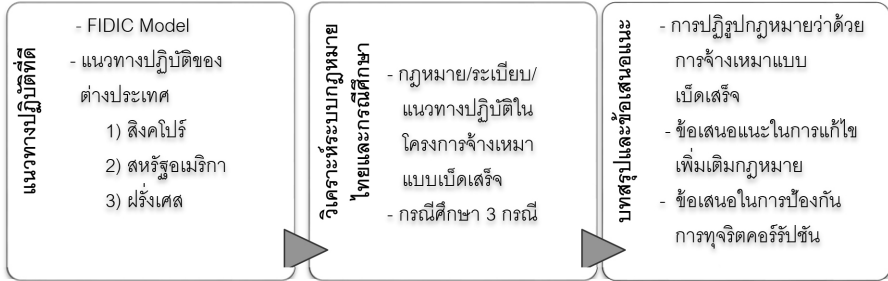 แนวทางปฏิบัติที่ดี
- FIDIC Model
- แนวทางปฏิบัติของ
ต่างประเทศ
1) สิงคโปร์
2) สหรัฐอเมริกา
3) ฝรั่งเศส
วิเคราะห์ระบบกฎหมาย
ไทยและกรณีศึกษา
- กฎหมาย/ระเบียบ/
แนวทางปฏิบัติใน
โครงการจ้างเหมา
แบบเบ็ดเสร็จ
- กรณีศึกษา 3 กรณี
บทสรุปและข้อเสนอแนะ
- การปฏิรูปกฎหมายว่าด้วย
การจ้างเหมาแบบ
เบ็ดเสร็จ
- ข้อเสนอแนะในการแก้ไข
เพิ่มเติมกฎหมาย
- ข้อเสนอในการป้องกัน
การทุจริตคอร์รัปชัน